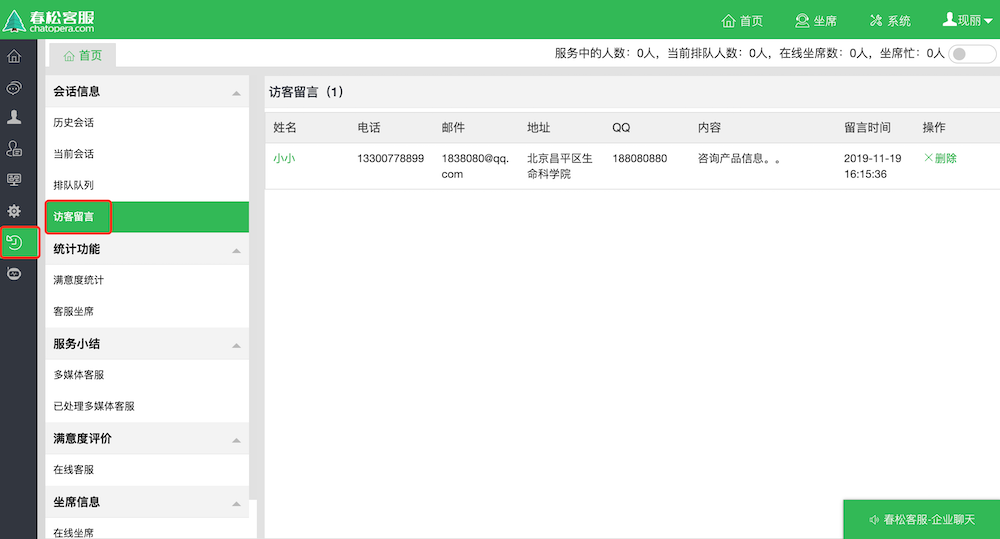 春松客服
chatopera.com
首页
坐席
系统
现丽
首页
服务中的人数：0人，当前排队人数：0人，在线坐席数：0人，坐席忙：0人
会话信息
历史会话
当前会话
排队队列
访客留言
统计功能
满意度统计
客服坐席
服务小结
多媒体客服
已处理多媒体客服
满意度评价
在线客服
坐席信息
在线坐席
访客留言（1）
姓名 电话 邮件 地址 QQ 内容 留言时间 操作
小小 13300778899 1838080@qq. 北京昌平区生 188080880 咨询产品信息。。 2019-11-19 删除
com 命科学院 16:15:36
春松客服-企业聊天